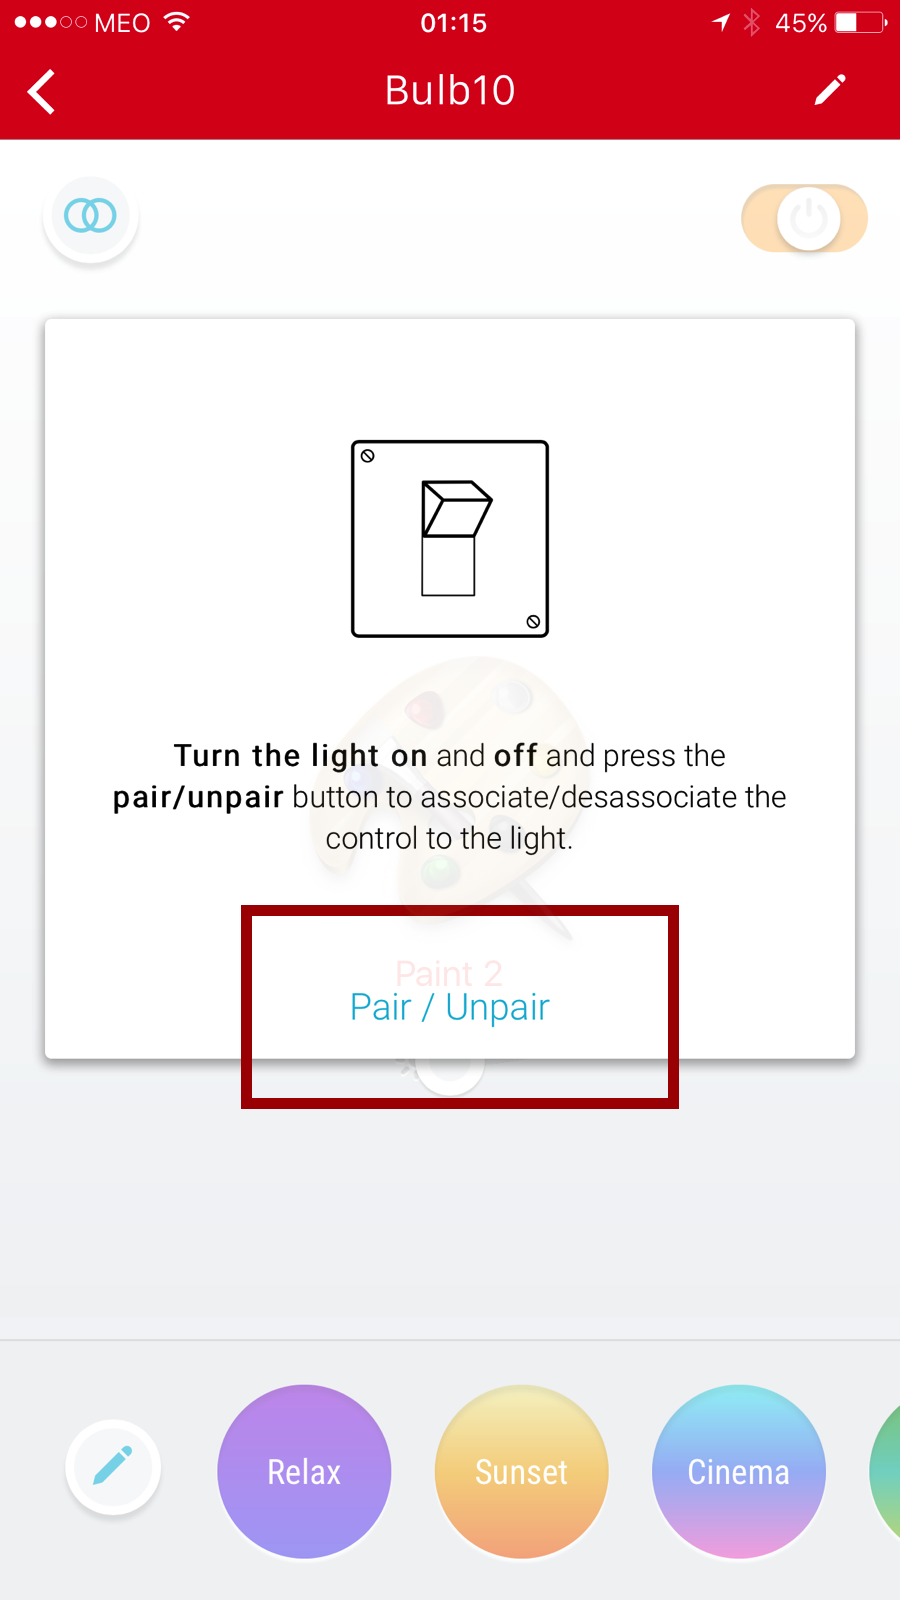 MEO 01:15 45%
Bulb10
Turn the light on and off and press the
pair/unpair button to associate/desassociate the
control to the light.
Paint 2
Pair / Unpair
Relax Sunset Cinema